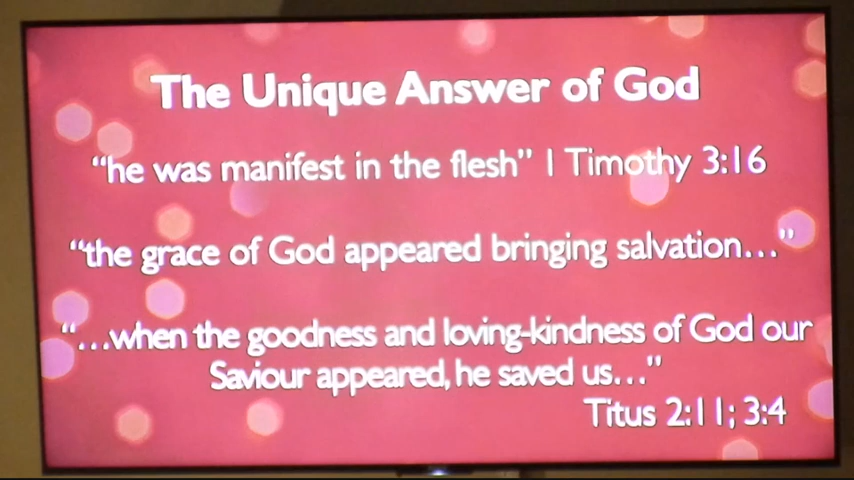 The Unique Answer of God
“he was manifest in the flesh” 1 Timothy 3:16
“the grace of God appeared bringing salvation…”
“…when the goodness and loving-kindness of God our
Saviour appeared, he saved us…”
Titus 2:11; 3:4